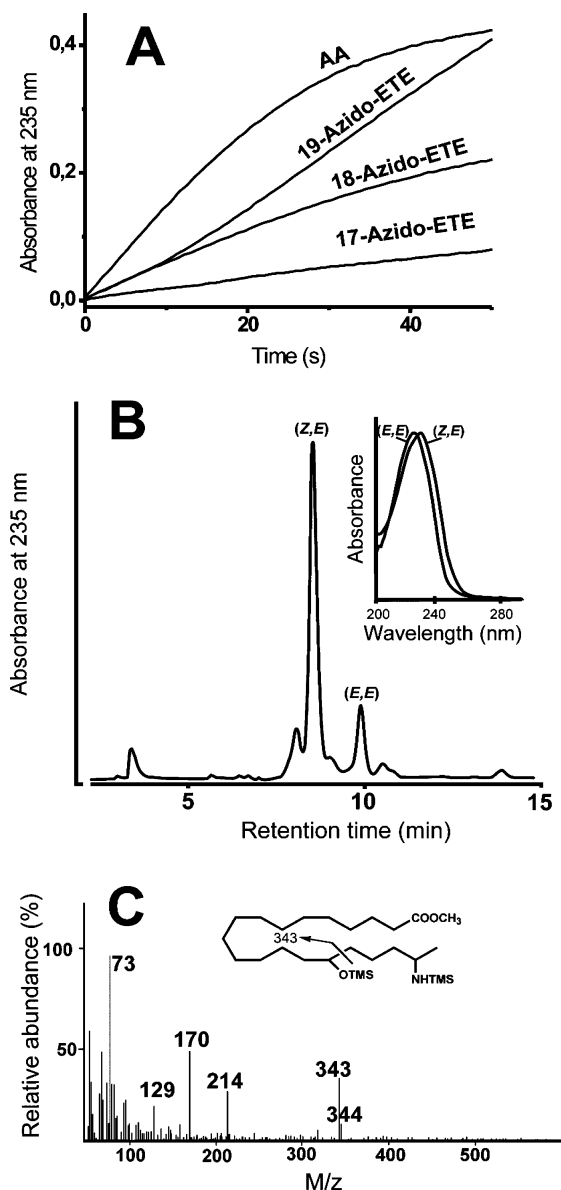 A
0,4
0,2
0,0
Absorbance at 235 nm
AA
19-Azido-ETE
18-Azido-ETE
17-Azido-ETE
0
20
40
Time (s)
B
Absorbance at 235 nm
(Z,E)
(E,E)
5
10
15
Retention time (min)
Absorbance
(E,E)
(Z,E)
200
240
280
Wavelength (nm)
C
Relative abundance (%)
100
50
73
129
170
214
343
344
COOCH3
343
OTMS
NHTMS
100
200
300
400
500
M/z